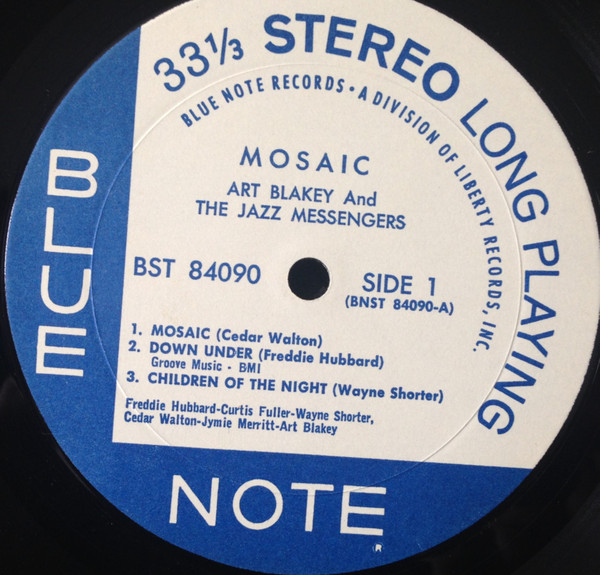 33⅓ STEREO LONG PLAYING
BLUE NOTE RECORDS • A DIVISION OF LIBERTY RECORDS, INC.
MOSAIC
ART BLAKEY And
THE JAZZ MESSENGERS
BST 84090
SIDE 1
(BNST 84090-A)
1. MOSAIC (Cedar Walton)
2. DOWN UNDER (Freddie Hubbard)
Groove Music - BMI
3. CHILDREN OF THE NIGHT (Wayne Shorter)
Freddie Hubbard-Curtis Fuller-Wayne Shorter,
Cedar Walton-Jymie Merritt-Art Blakey
BLUE
NOTE
®